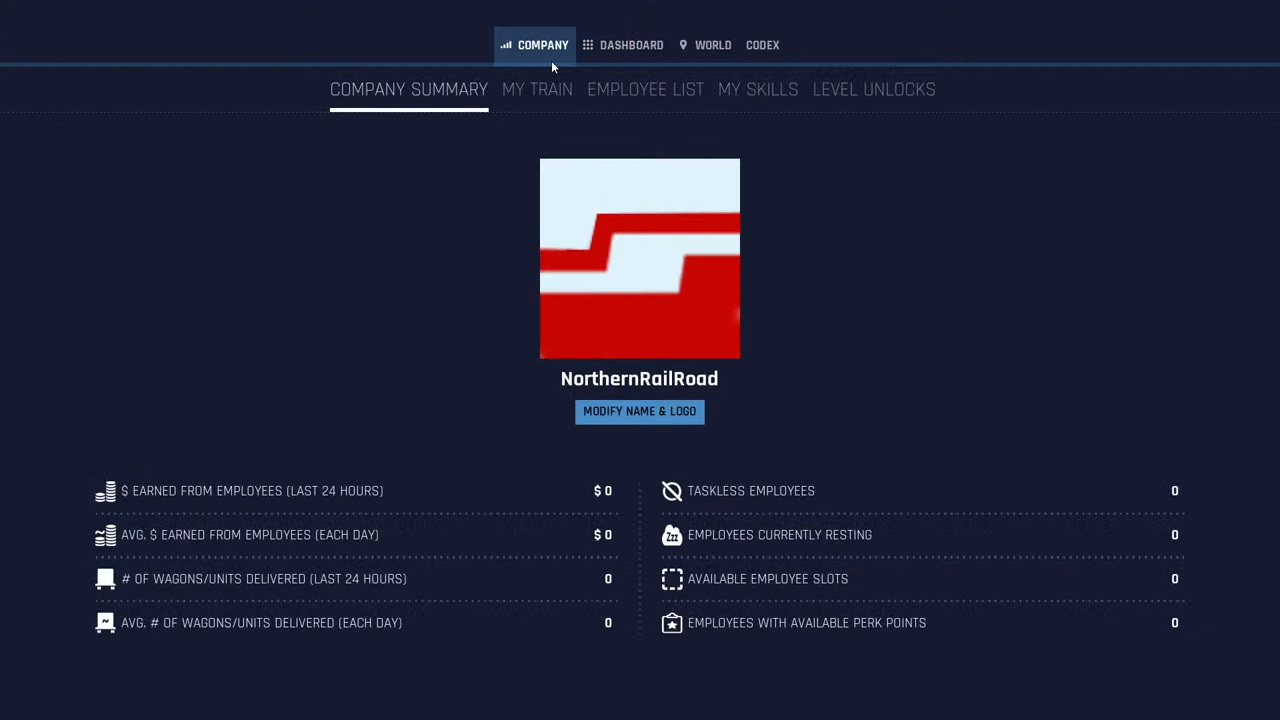 COMPANY DASHBOARD WORLD CODEX
COMPANY SUMMARY MY TRAIN EMPLOYEE LIST MY SKILLS LEVEL UNLOCKS
NorthernRailRoad
MODIFY NAME & LOGO
$ EARNED FROM EMPLOYEES (LAST 24 HOURS) $ 0
AVG. $ EARNED FROM EMPLOYEES (EACH DAY) $ 0
# OF WAGONS/UNITS DELIVERED (LAST 24 HOURS) 0
AVG. # OF WAGONS/UNITS DELIVERED (EACH DAY) 0
TASKLESS EMPLOYEES 0
Zzz EMPLOYEES CURRENTLY RESTING 0
AVAILABLE EMPLOYEE SLOTS 0
EMPLOYEES WITH AVAILABLE PERK POINTS 0